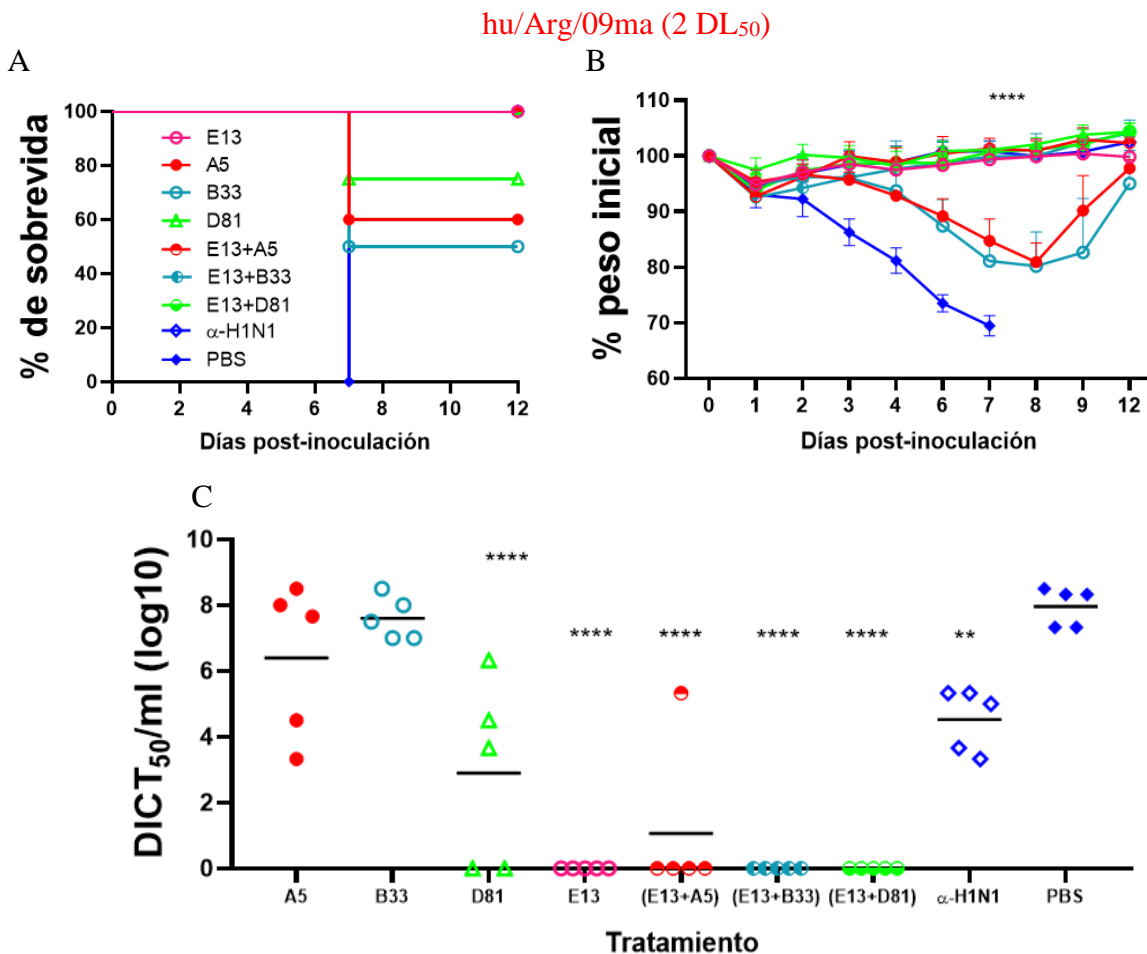 hu/Arg/09ma (2 DL50)
A
B
% de sobrevida
100
80
60
40
20
0
E13
A5
B33
D81
E13+A5
E13+B33
E13+D81
α-H1N1
PBS
0 2 4 6 8 10 12
Días post-inoculación
% peso inicial
110
100
90
80
70
60
****
0 1 2 3 4 6 7 8 9 12
Días post-inoculación
C
DICT50/ml (log10)
10
8
6
4
2
0
****
**** **** **** **** **
A5 B33 D81 E13 (E13+A5) (E13+B33) (E13+D81) α-H1N1 PBS
Tratamiento